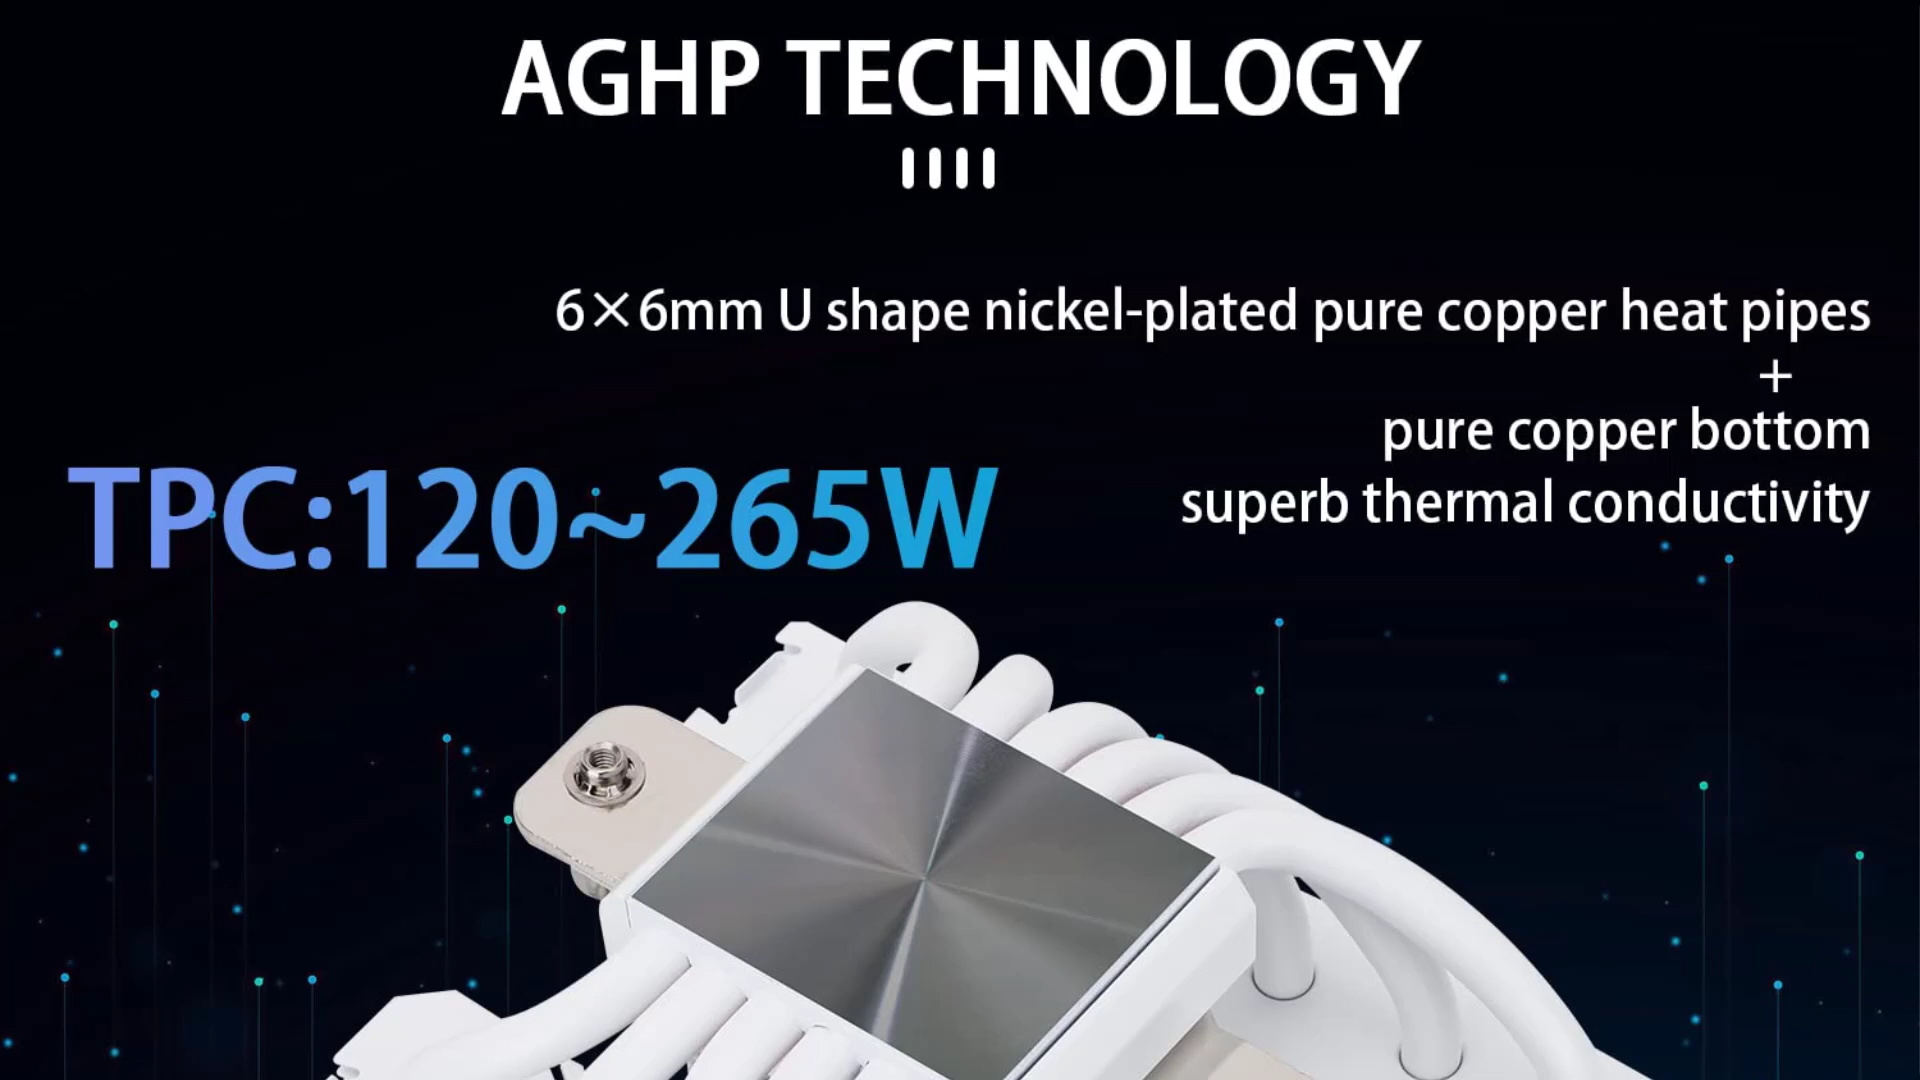 AGHP TECHNOLOGY
6×6mm U shape nickel-plated pure copper heat pipes
+
pure copper bottom
superb thermal conductivity
TPC:120~265W